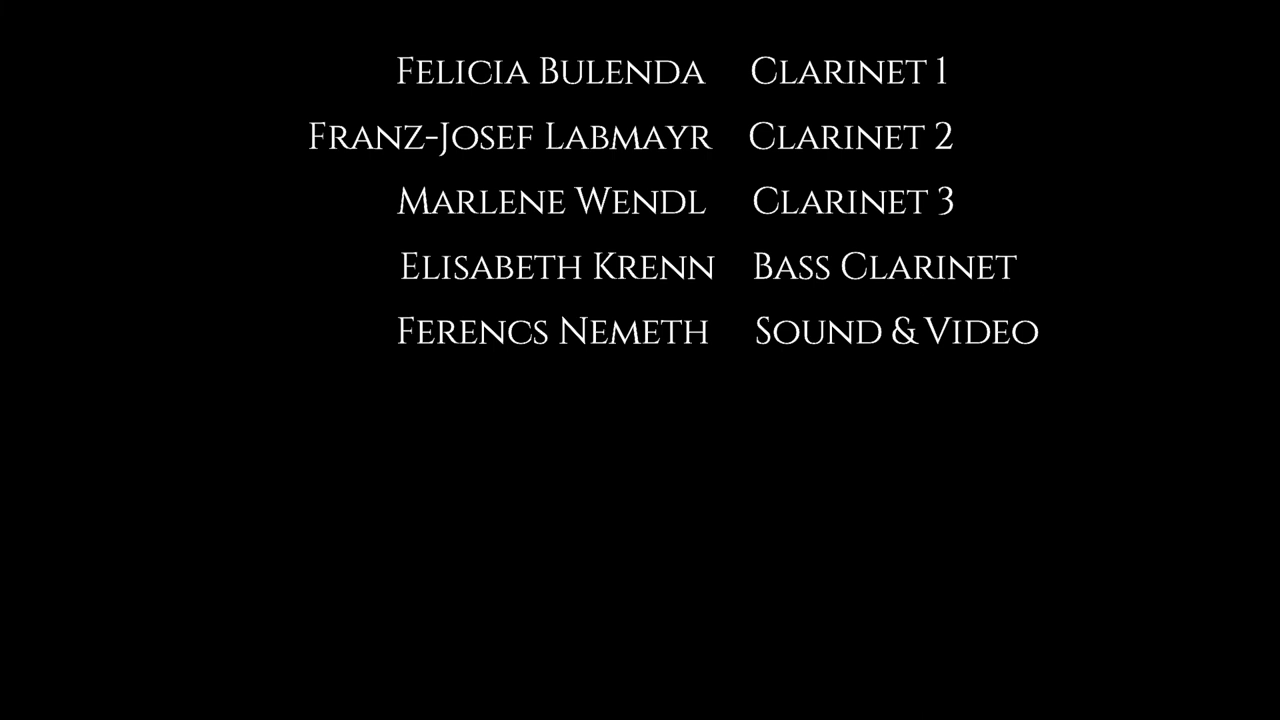 Felicia Bulenda Clarinet 1
Franz-Josef Labmayr Clarinet 2
Marlene Wendl Clarinet 3
Elisabeth Krenn Bass Clarinet
Ferencs Nemeth Sound & Video